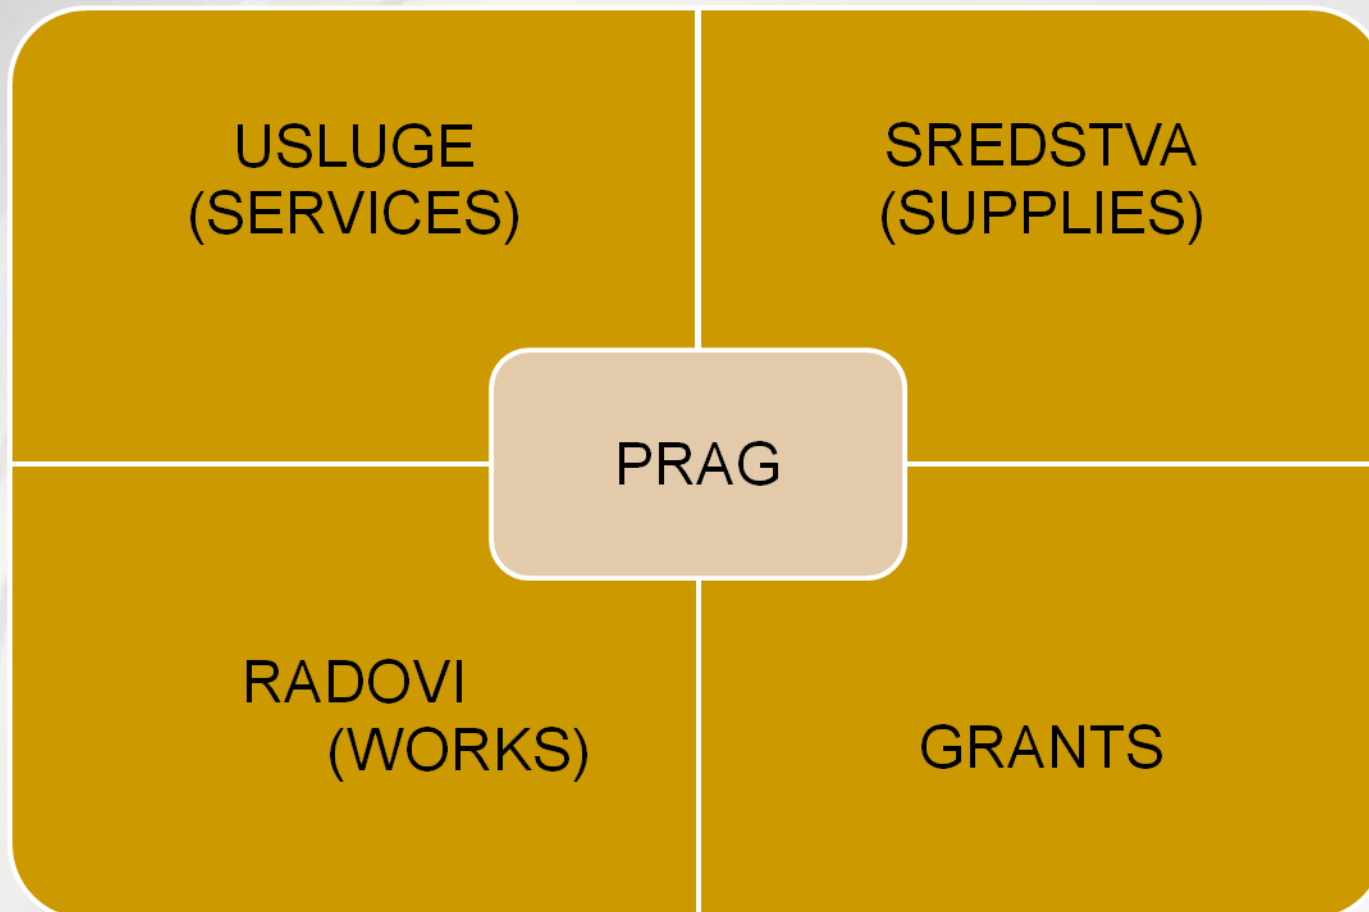 USLUGE
(SERVICES)
SREDSTVA
(SUPPLIES)
PRAG
RADOVI
(WORKS)
GRANTS